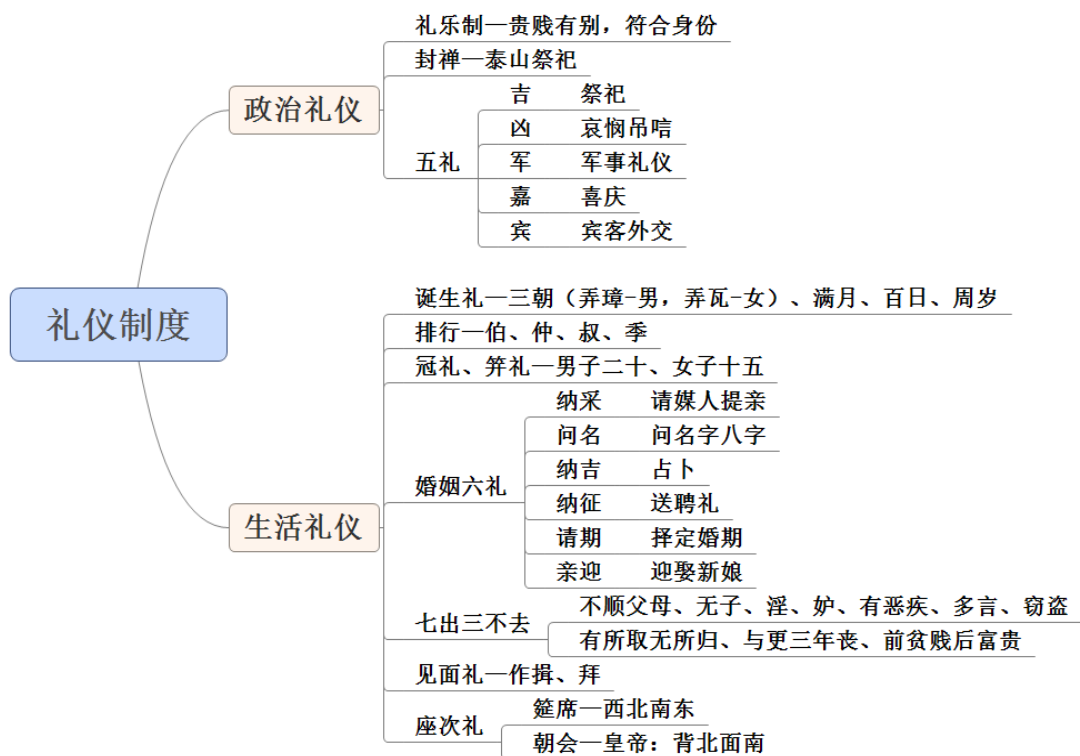 礼仪制度
政治礼仪
礼乐制—贵贱有别，符合身份
封禅—泰山祭祀
五礼
吉 祭祀
凶 哀悯吊唁
军 军事礼仪
嘉 喜庆
宾 宾客外交
生活礼仪
诞生礼—三朝（弄璋-男，弄瓦-女）、满月、百日、周岁
排行—伯、仲、叔、季
冠礼、笄礼—男子二十、女子十五
婚姻六礼
纳采 请媒人提亲
问名 问名字八字
纳吉 占卜
纳征 送聘礼
请期 择定婚期
亲迎 迎娶新娘
七出三不去
不顺父母、无子、淫、妒、有恶疾、多言、窃盗
有所取无所归、与更三年丧、前贫贱后富贵
见面礼—作揖、拜
座次礼
筵席—西北南东
朝会—皇帝：背北面南